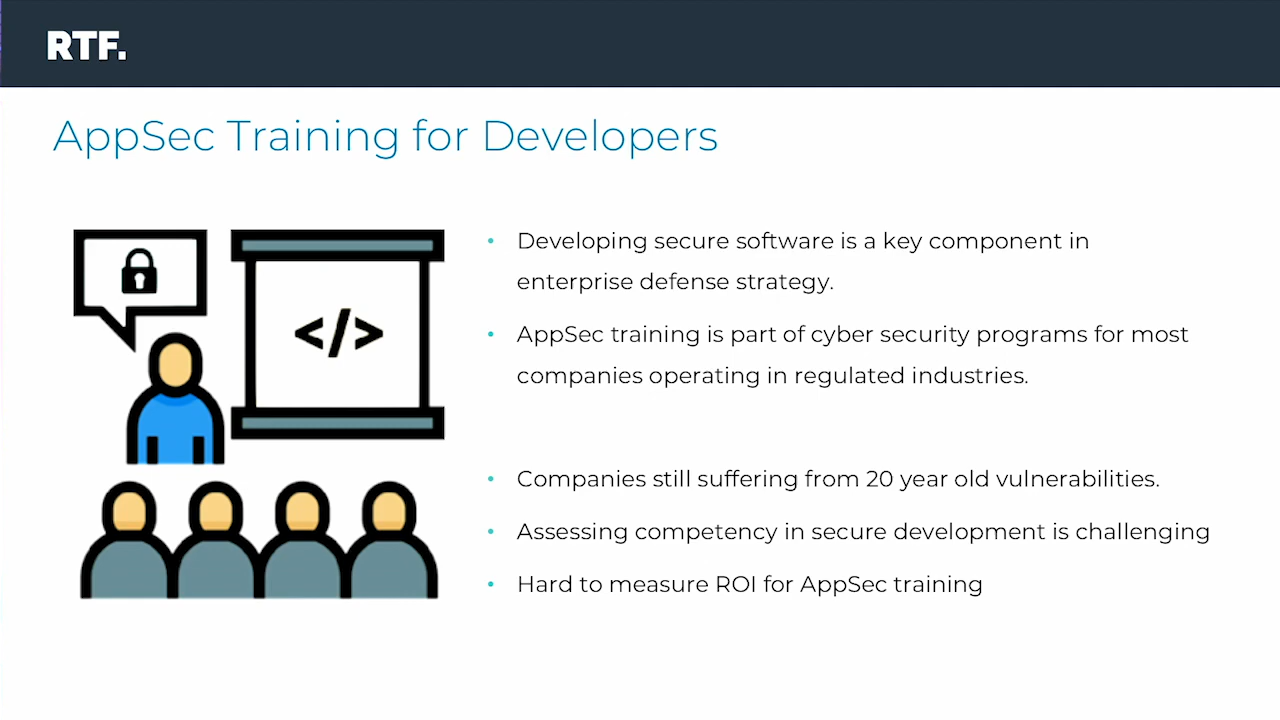 RTF.
AppSec Training for Developers
</>
• Developing secure software is a key component in
enterprise defense strategy.
• AppSec training is part of cyber security programs for most
companies operating in regulated industries.
• Companies still suffering from 20 year old vulnerabilities.
• Assessing competency in secure development is challenging
• Hard to measure ROI for AppSec training